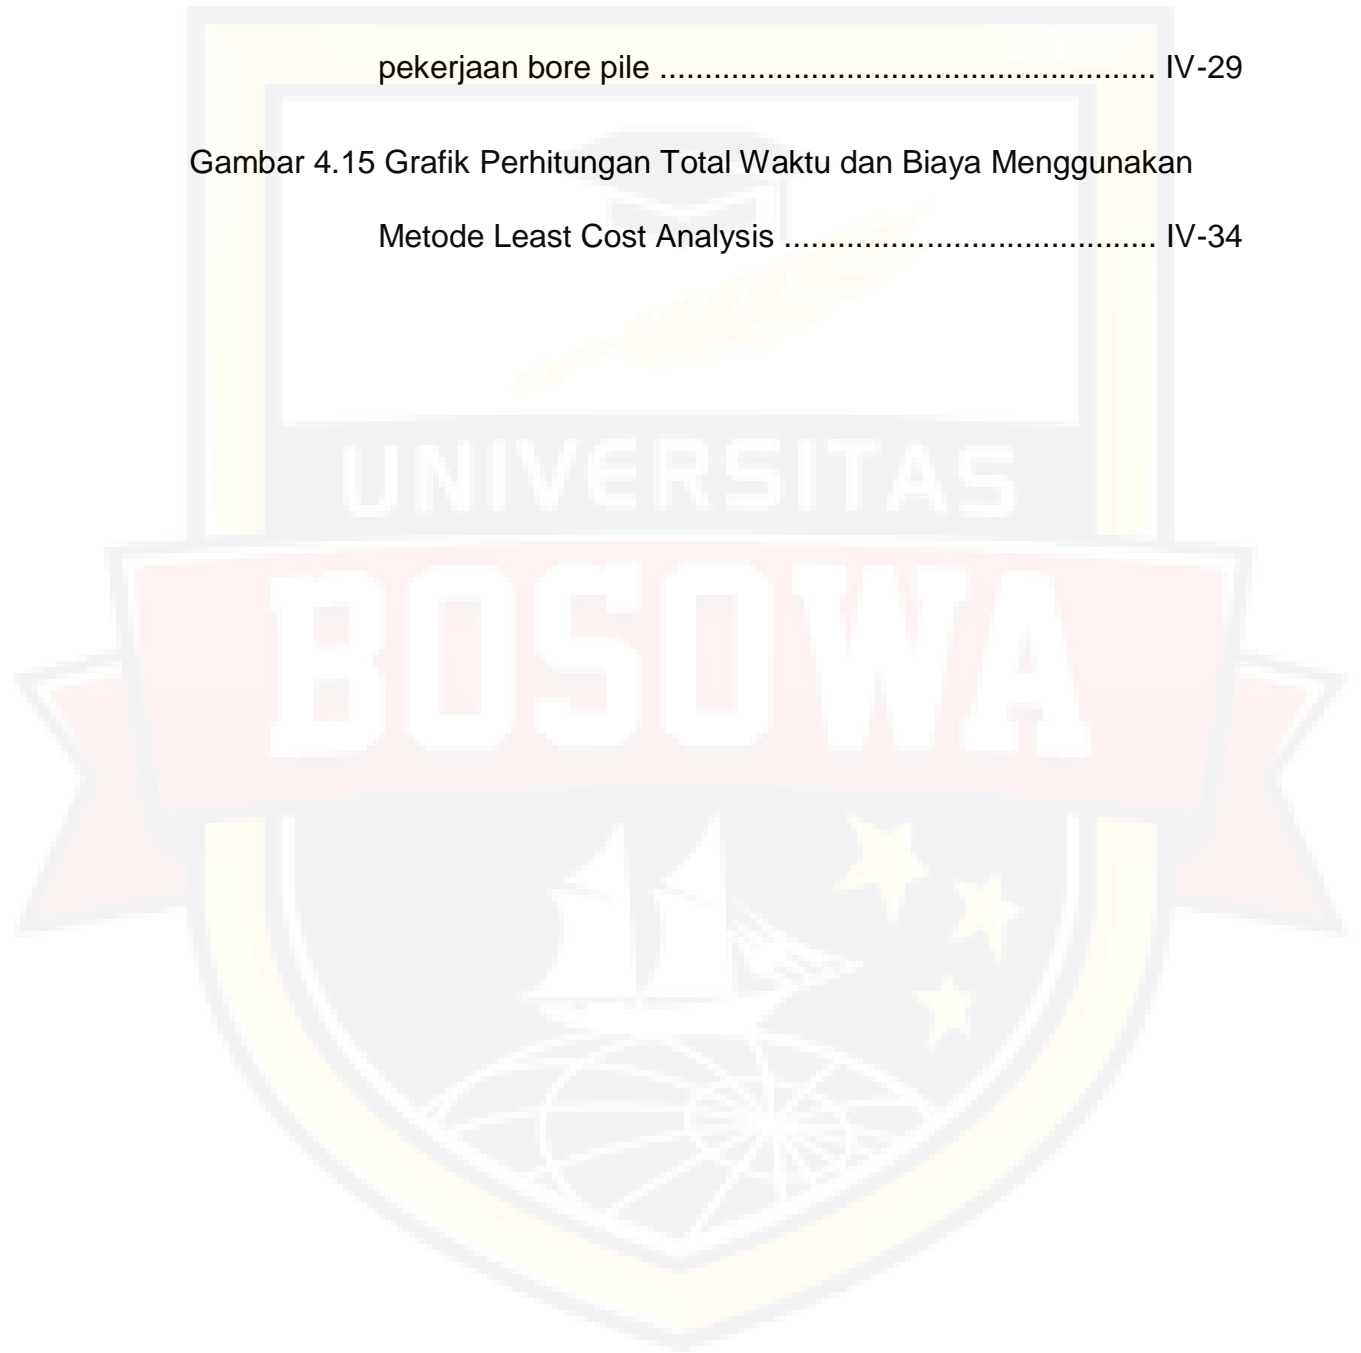 pekerjaan bore pile ....................................................... IV-29
Gambar 4.15 Grafik Perhitungan Total Waktu dan Biaya Menggunakan
Metode Least Cost Analysis ......................................... IV-34
UNIVERSITAS
BOSOWA